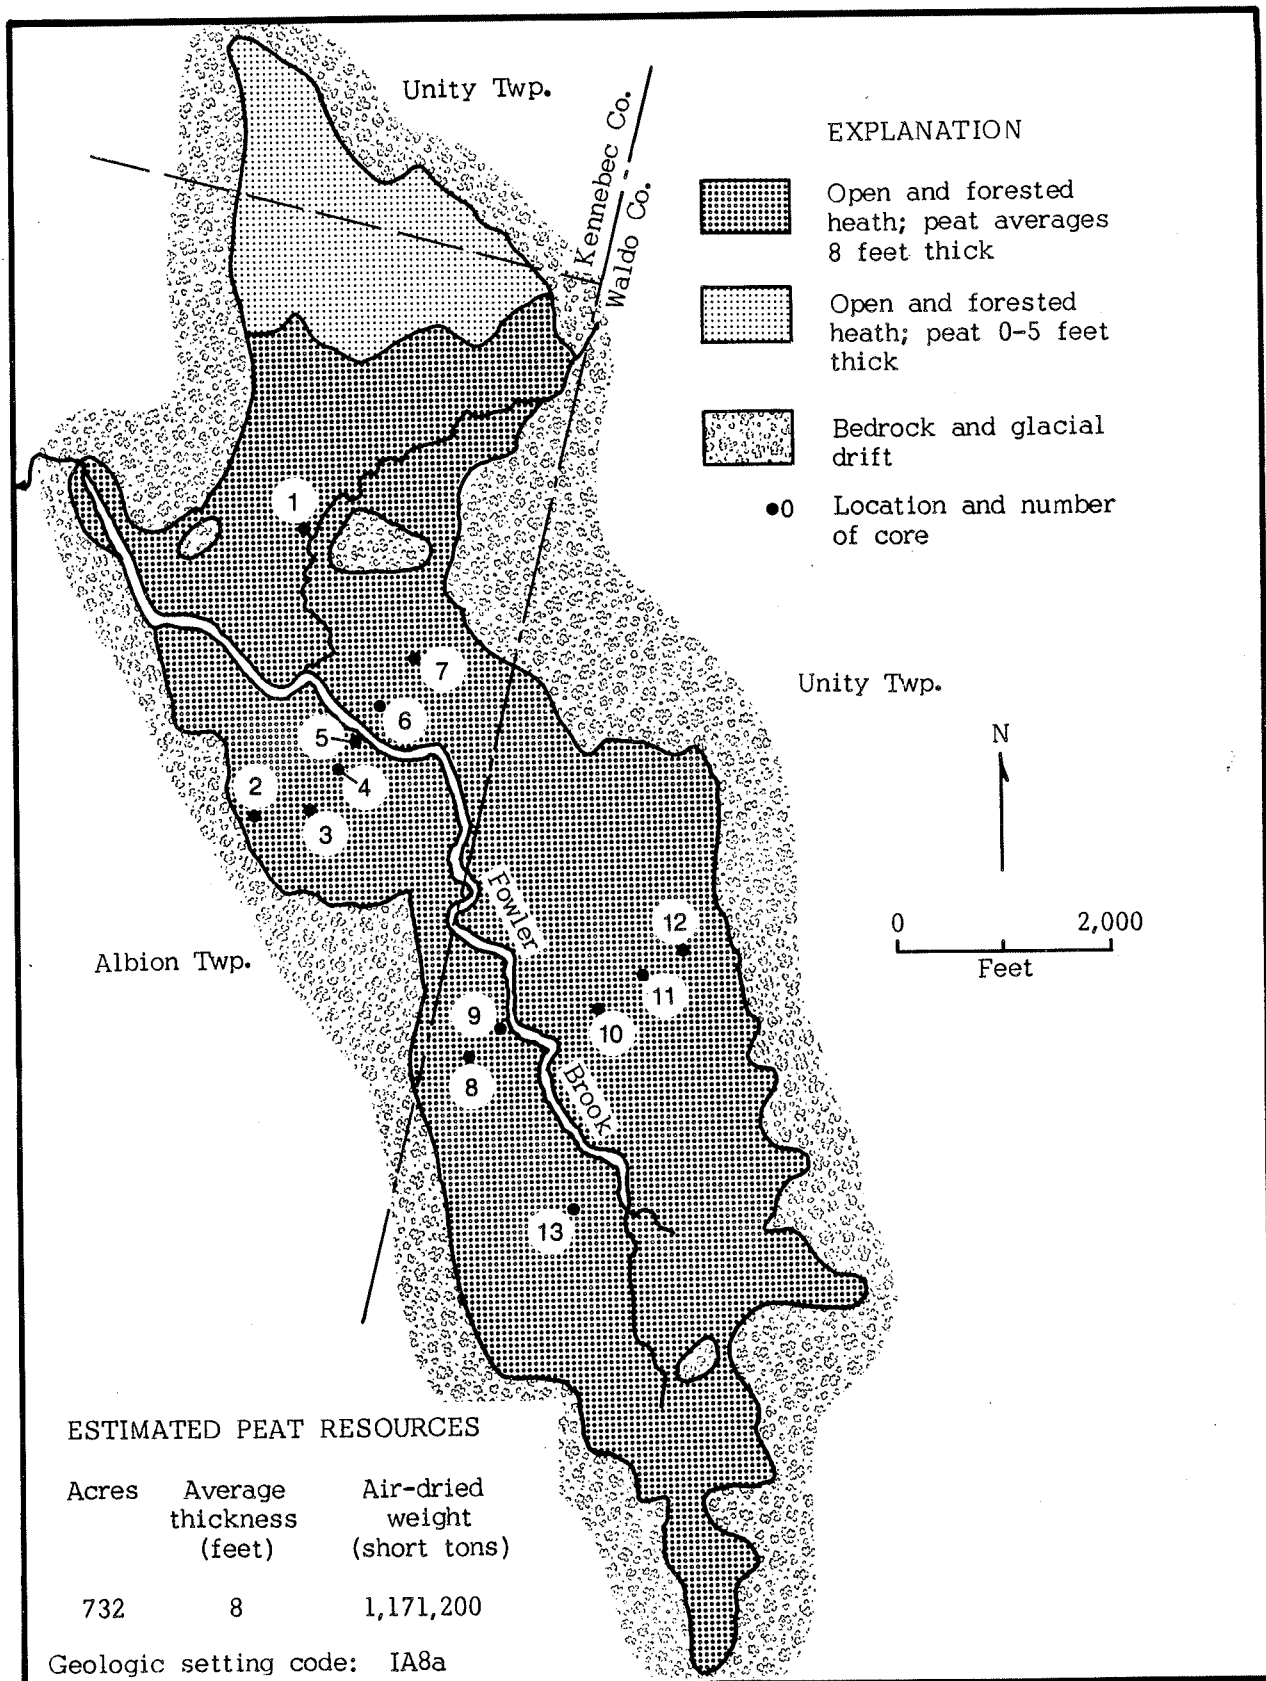 Unity Twp.
Kennebec Co.
Waldo Co.
EXPLANATION
Open and forested
heath; peat averages
8 feet thick
Open and forested
heath; peat 0-5 feet
thick
Bedrock and glacial
drift
0 Location and number
of core
1
7
6
5
4
2
3
Unity Twp.
N
0 2,000
Feet
Fowler
Brook
Albion Twp.
12
11
10
9
8
13
ESTIMATED PEAT RESOURCES
Acres Average Air-dried
thickness weight
(feet) (short tons)
732 8 1,171,200
Geologic setting code: IA8a